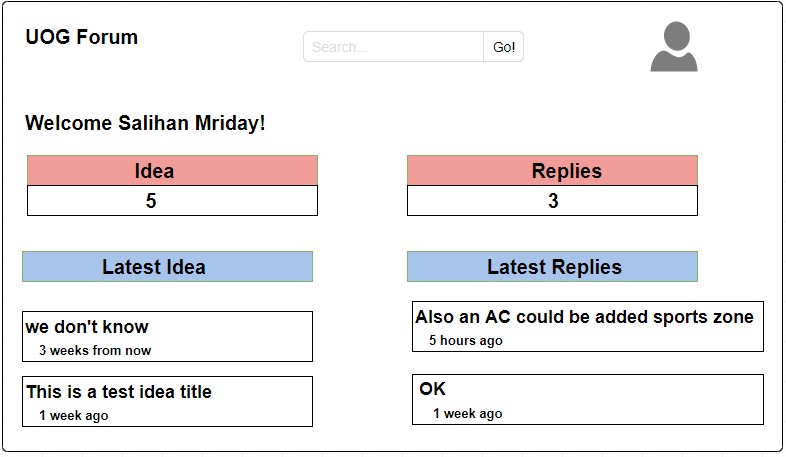 UOG Forum
Search...
Go!
Welcome Salihan Mriday!
Idea
5
Replies
3
Latest Idea
we don't know
3 weeks from now
This is a test idea title
1 week ago
Latest Replies
Also an AC could be added sports zone
5 hours ago
OK
1 week ago